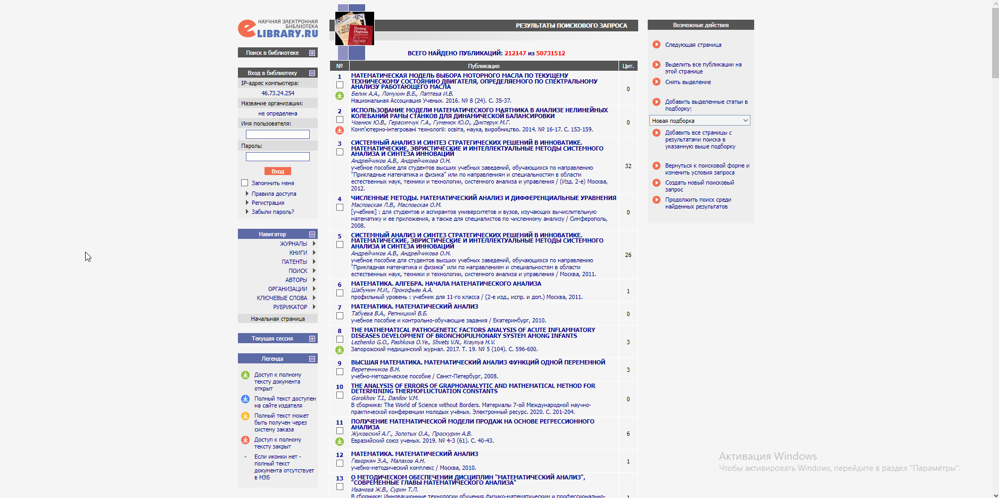 НАУЧНАЯ ЭЛЕКТРОННАЯ
БИБЛИОТЕКА
eLIBRARY.RU
Поиск в библиотеке
Вход в библиотеку
IP-адрес компьютера:
46.73.24.254
Название организации:
не определена
Имя пользователя:
Пароль:
Вход
Запомнить меня
Правила доступа
Регистрация
Забыли пароль?
Навигатор
ЖУРНАЛЫ
КНИГИ
ПАТЕНТЫ
ПОИСК
АВТОРЫ
ОРГАНИЗАЦИИ
КЛЮЧЕВЫЕ СЛОВА
РУБРИКАТОР
Начальная страница
Текущая сессия
Легенда
Доступ к полному
тексту документа
открыт
Полный текст доступен
на сайте издателя
Полный текст может
быть получен через
систему заказа
Доступ к полному
тексту закрыт
- Если иконки нет -
полный текст
документа отсутствует
в НЭБ
Nursing
Diagnosis
РЕЗУЛЬТАТЫ ПОИСКОВОГО ЗАПРОСА
ВСЕГО НАЙДЕНО ПУБЛИКАЦИЙ: 212147 из 50731512
№ Публикация Цит.
1 МАТЕМАТИЧЕСКАЯ МОДЕЛЬ ВЫБОРА МОТОРНОГО МАСЛА ПО ТЕКУЩЕМУ
ТЕХНИЧЕСКОМУ СОСТОЯНИЮ ДВИГАТЕЛЯ, ОПРЕДЕЛЯЕМОГО ПО СПЕКТРАЛЬНОМУ
АНАЛИЗУ РАБОТАЮЩЕГО МАСЛА
Белик А.А., Ломухин В.Б., Лаптева И.В.
Национальная Ассоциация Ученых. 2016. № 8 (24). С. 35-37.
0
2 ИСПОЛЬЗОВАНИЕ МОДЕЛИ МАТЕМАТИЧЕСКОГО МАЯТНИКА В АНАЛИЗЕ НЕЛИНЕЙНЫХ
КОЛЕБАНИЙ РАМЫ СТАНКОВ ДЛЯ ДИНАМИЧЕСКОЙ БАЛАНСИРОВКИ
Човнюк Ю.В., Герасимчук Г.А., Гуменюк Ю.О., Диктерук М.Г.
Комп'ютерно-інтегровані технології: освіта, наука, виробництво. 2014. № 16-17. С. 153-159.
0
3 СИСТЕМНЫЙ АНАЛИЗ И СИНТЕЗ СТРАТЕГИЧЕСКИХ РЕШЕНИЙ В ИННОВАТИКЕ.
МАТЕМАТИЧЕСКИЕ, ЭВРИСТИЧЕСКИЕ И ИНТЕЛЛЕКТУАЛЬНЫЕ МЕТОДЫ СИСТЕМНОГО
АНАЛИЗА И СИНТЕЗА ИННОВАЦИЙ
Андрейчиков А.В., Андрейчикова О.Н.
учебное пособие для студентов высших учебных заведений, обучающихся по направлению
"Прикладные математика и физика" или по направлениям и специальностям в области
естественных наук, техники и технологии, системного анализа и управления / (Изд. 2-е) Москва,
2012.
32
4 ЧИСЛЕННЫЕ МЕТОДЫ. МАТЕМАТИЧЕСКИЙ АНАЛИЗ И ДИФФЕРЕНЦИАЛЬНЫЕ УРАВНЕНИЯ
Масловская Л.В., Масловская О.М.
[учебник] : для студентов и аспирантов университетов и вузов, изучающих вычислительную
математику и ее приложения, а также для специалистов по численному анализу / Симферополь,
2008.
0
5 СИСТЕМНЫЙ АНАЛИЗ И СИНТЕЗ СТРАТЕГИЧЕСКИХ РЕШЕНИЙ В ИННОВАТИКЕ.
МАТЕМАТИЧЕСКИЕ, ЭВРИСТИЧЕСКИЕ И ИНТЕЛЛЕКТУАЛЬНЫЕ МЕТОДЫ СИСТЕМНОГО
АНАЛИЗА И СИНТЕЗА ИННОВАЦИЙ
Андрейчиков А.В., Андрейчикова О.Н.
учебное пособие для студентов высших учебных заведений, обучающихся по направлению
"Прикладная математика и физика" или по направлениям и специальностям в области
естественных наук, техники и технологии, системного анализа и управления / Москва, 2011.
26
6 МАТЕМАТИКА. АЛГЕБРА. НАЧАЛА МАТЕМАТИЧЕСКОГО АНАЛИЗА
Шабунин М.И., Прокофьев А.А.
профильный уровень : учебник для 11-го класса / (2-е изд., испр. и доп.) Москва, 2011.
1
7 МАТЕМАТИКА. МАТЕМАТИЧЕСКИЙ АНАЛИЗ
Табуева В.А., Репницкий В.Б.
учебное пособие и контрольно-обучающие задания / Екатеринбург, 2010.
0
8 THE MATHEMATICAL PATHOGENETIC FACTORS ANALYSIS OF ACUTE INFLAMMATORY
DISEASES DEVELOPMENT OF BRONCHOPULMONARY SYSTEM AMONG INFANTS
Lezhenko G.O., Pashkova O.Ye., Shvets V.N., Kraynya H.V.
Запорожский медицинский журнал. 2017. Т. 19. № 5 (104). С. 596-600.
3
9 ВЫСШАЯ МАТЕМАТИКА. МАТЕМАТИЧЕСКИЙ АНАЛИЗ ФУНКЦИЙ ОДНОЙ ПЕРЕМЕННОЙ
Веретенников В.Н.
учебно-методическое пособие / Санкт-Петербург, 2008.
3
10 THE ANALYSIS OF ERRORS OF GRAPHOANALYTIC AND MATHEMATICAL METHOD FOR
DETERMINING THERMOFLUCTUATION CONSTANTS
Gorokhov T.I., Danilov V.M.
В сборнике: The World of Science without Borders. Материалы 7-ой Международной научно-
практической конференции молодых учёных. Электронный ресурс. 2020. С. 201-204.
0
11 ПОЛУЧЕНИЕ МАТЕМАТИЧЕСКОЙ МОДЕЛИ ПРОДАЖ НА ОСНОВЕ РЕГРЕССИОННОГО
АНАЛИЗА
Жуковский А.Г., Золотых О.А., Проскурин А.В.
Евразийский союз ученых. 2019. № 4-3 (61). С. 40-43.
6
12 МАТЕМАТИКА. МАТЕМАТИЧЕСКИЙ АНАЛИЗ
Геворкян Э.А., Малахов А.Н.
учебно-методический комплекс / Москва, 2010.
1
13 О МЕТОДИЧЕСКОМ ОБЕСПЕЧЕНИИ ДИСЦИПЛИН "МАТЕМАТИЧЕСКИЙ АНАЛИЗ",
"СОВРЕМЕННЫЕ ГЛАВЫ МАТЕМАТИЧЕСКОГО АНАЛИЗА"
Иванова Ж.В., Сурин Т.Л.
В сборнике: Инновационные технологии обучения физико-математическим и профессионально-
1
Возможные действия
Следующая страница
Выделить все публикации на
этой странице
Снять выделение
Добавить выделенные статьи в
подборку:
Новая подборка
Добавить все страницы с
результатами поиска в
указанную выше подборку
Вернуться к поисковой форме и
изменить условия запроса
Создать новый поисковый
запрос
Продолжить поиск среди
найденных результатов
Активация Windows
Чтобы активировать Windows, перейдите в раздел "Параметры".